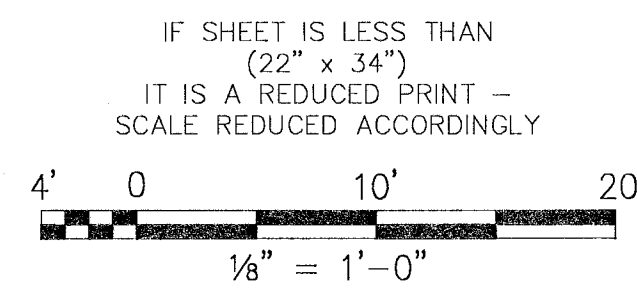 IF SHEET IS LESS THAN
(22" x 34")
IT IS A REDUCED PRINT –
SCALE REDUCED ACCORDINGLY
4' 0 10' 20
⅛" = 1'-0"